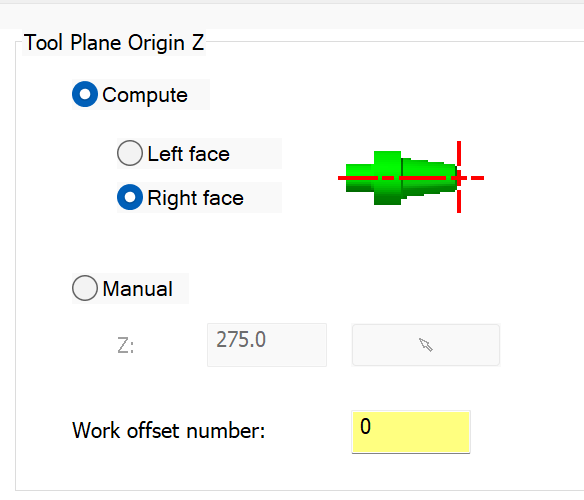 Tool Plane Origin Z
Compute
Left face
Right face
Manual
Z: 275.0
Work offset number: 0